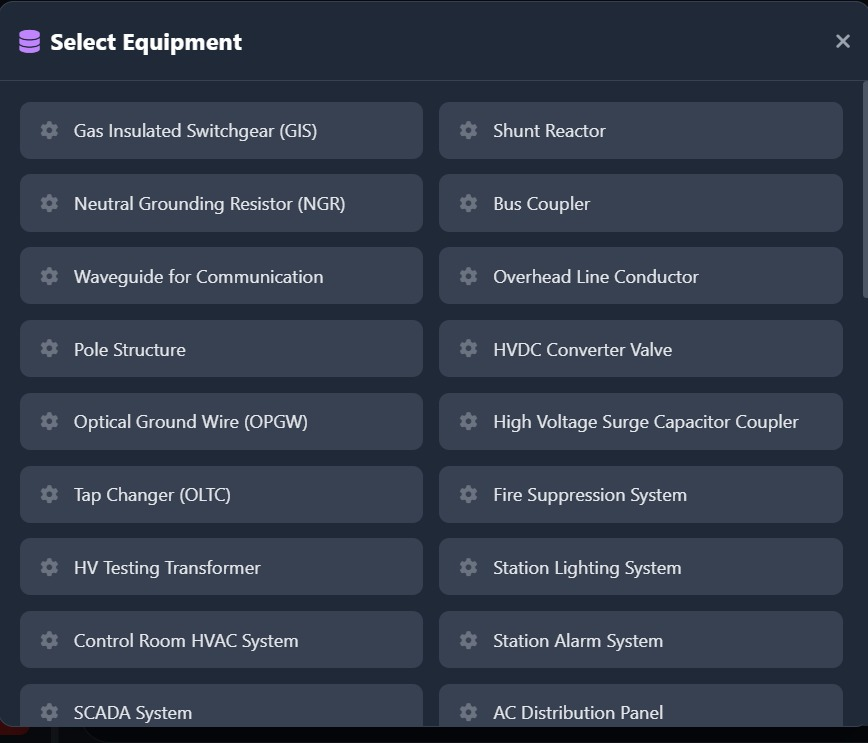 Select Equipment
Gas Insulated Switchgear (GIS)
Shunt Reactor
Neutral Grounding Resistor (NGR)
Bus Coupler
Waveguide for Communication
Overhead Line Conductor
Pole Structure
HVDC Converter Valve
Optical Ground Wire (OPGW)
High Voltage Surge Capacitor Coupler
Tap Changer (OLTC)
Fire Suppression System
HV Testing Transformer
Station Lighting System
Control Room HVAC System
Station Alarm System
SCADA System
AC Distribution Panel